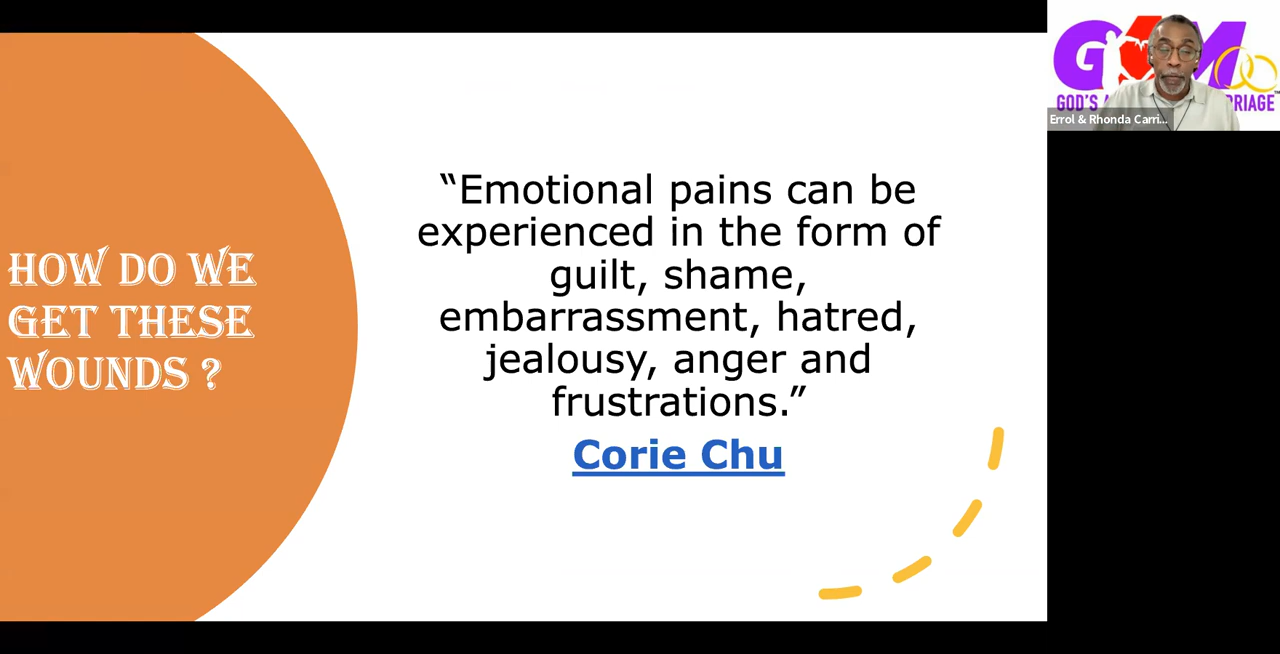 HOW DO WE
GET THESE
WOUNDS ?
“Emotional pains can be
experienced in the form of
guilt, shame,
embarrassment, hatred,
jealousy, anger and
frustrations.”
Corie Chu
GOD'S A RIAGE™
Errol & Rhonda Carri...